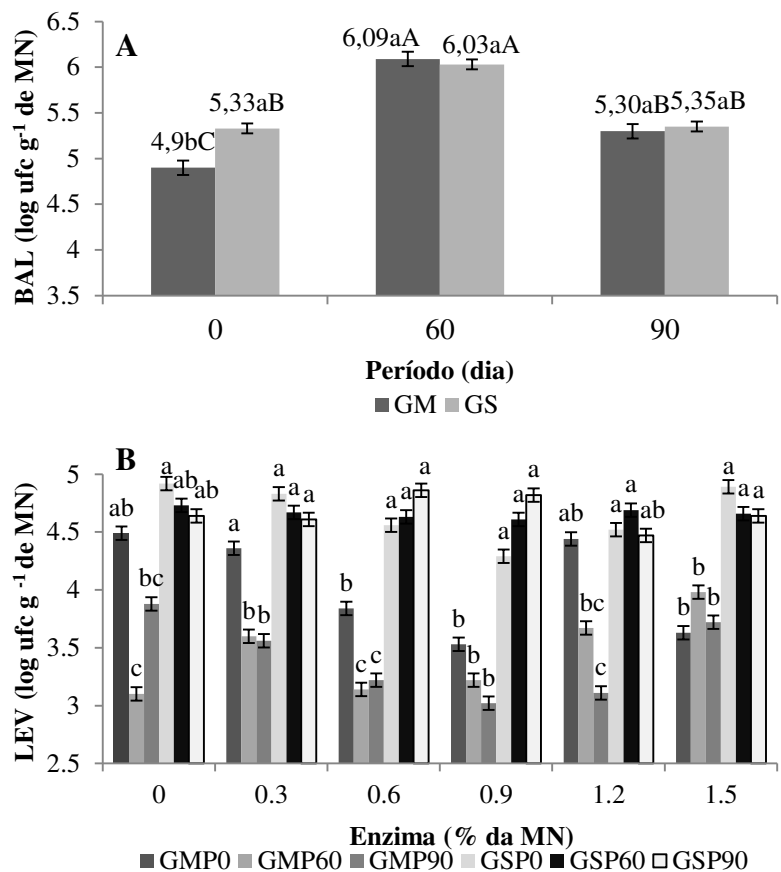 A
BAL (log ufc g-1 de MN)
6.5
6
5.5
5
4.5
4
3.5
4,9bC
5,33aB
6,09aA
6,03aA
5,30aB
5,35aB
0 60 90
Período (dia)
GM GS
B
LEV (log ufc g -1 de MN)
5
4.5
4
3.5
3
2.5
ab c bc a ab ab
a b b a a a
b c c a a a
b b b a a a
ab bc c a a ab
b b b a a a
0 0.3 0.6 0.9 1.2 1.5
Enzima (% da MN)
GMP0 GMP60 GMP90 GSP0 GSP60 GSP90